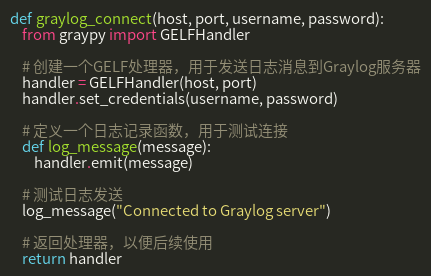 def graylog_connect(host, port, username, password):
    from graypy import GELFHandler

    # 创建一个GELF处理器，用于发送日志消息到Graylog服务器
    handler = GELFHandler(host, port)
    handler.set_credentials(username, password)

    # 定义一个日志记录函数，用于测试连接
    def log_message(message):
        handler.emit(message)

    # 测试日志发送
    log_message("Connected to Graylog server")

    # 返回处理器，以便后续使用
    return handler